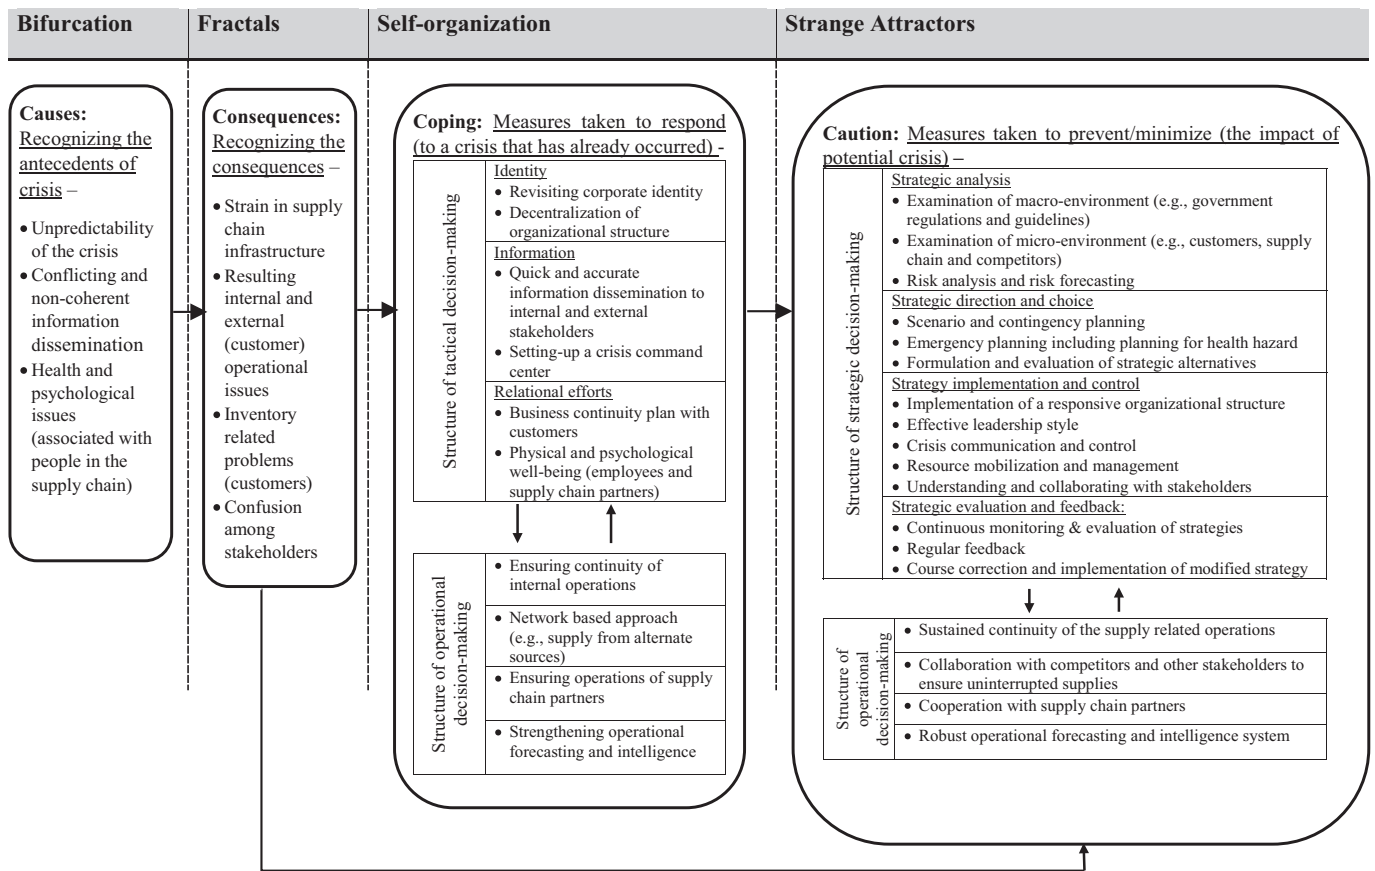 Bifurcation
Fractals
Self-organization
Strange Attractors
Causes:
Recognizing the
antecedents of
crisis –
• Unpredictability
of the crisis
• Conflicting and
non-coherent
information
dissemination
• Health and
psychological
issues
(associated with
people in the
supply chain)
Consequences:
Recognizing the
consequences –
• Strain in supply
chain
infrastructure
• Resulting
internal and
external
(customer)
operational
issues
• Inventory
related
problems
(customers)
• Confusion
among
stakeholders
Coping: Measures taken to respond
(to a crisis that has already occurred) -
Structure of tactical decision-making
Identity
• Revisiting corporate identity
• Decentralization of
organizational structure
Information
• Quick and accurate
information dissemination to
internal and external
stakeholders
• Setting-up a crisis command
center
Relational efforts
• Business continuity plan with
customers
• Physical and psychological
well-being (employees and
supply chain partners)
Structure of operational
decision-making
• Ensuring continuity of
internal operations
• Network based approach
(e.g., supply from alternate
sources)
• Ensuring operations of supply
chain partners
• Strengthening operational
forecasting and intelligence
Caution: Measures taken to prevent/minimize (the impact of
potential crisis) –
Structure of strategic decision-making
Strategic analysis
• Examination of macro-environment (e.g., government
regulations and guidelines)
• Examination of micro-environment (e.g., customers, supply
chain and competitors)
• Risk analysis and risk forecasting
Strategic direction and choice
• Scenario and contingency planning
• Emergency planning including planning for health hazard
• Formulation and evaluation of strategic alternatives
Strategy implementation and control
• Implementation of a responsive organizational structure
• Effective leadership style
• Crisis communication and control
• Resource mobilization and management
• Understanding and collaborating with stakeholders
Strategic evaluation and feedback:
• Continuous monitoring & evaluation of strategies
• Regular feedback
• Course correction and implementation of modified strategy
Structure of
operational
decision-making
• Sustained continuity of the supply related operations
• Collaboration with competitors and other stakeholders to
ensure uninterrupted supplies
• Cooperation with supply chain partners
• Robust operational forecasting and intelligence system